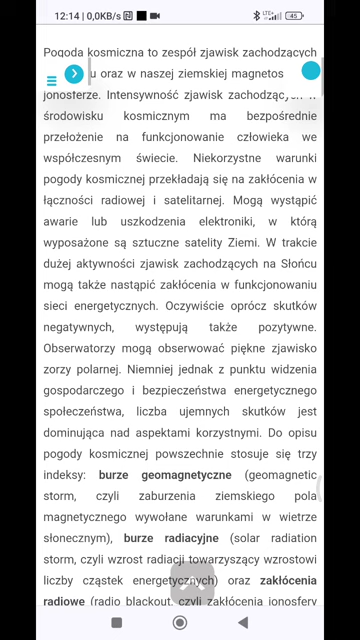 12:14 | 0,0KB/s
45
Pogoda kosmiczna to zespół zjawisk zachodzących
u oraz w naszej ziemskiej magnetos
jonosferze. Intensywność zjawisk zachodzących w
środowisku kosmicznym ma bezpośrednie
przełożenie na funkcjonowanie człowieka we
współczesnym świecie. Niekorzystne warunki
pogody kosmicznej przekładają się na zakłócenia w
łączności radiowej i satelitarnej. Mogą wystąpić
awarie lub uszkodzenia elektroniki, w którą
wyposażone są sztuczne satelity Ziemi. W trakcie
dużej aktywności zjawisk zachodzących na Słońcu
mogą także nastąpić zakłócenia w funkcjonowaniu
sieci energetycznych. Oczywiście oprócz skutków
negatywnych, występują także pozytywne.
Obserwatorzy mogą obserwować piękne zjawisko
zorzy polarnej. Niemniej jednak z punktu widzenia
gospodarczego i bezpieczeństwa energetycznego
społeczeństwa, liczba ujemnych skutków jest
dominująca nad aspektami korzystnymi. Do opisu
pogody kosmicznej powszechnie stosuje się trzy
indeksy: burze geomagnetyczne (geomagnetic
storm, czyli zaburzenia ziemskiego pola
magnetycznego wywołane warunkami w wietrze
słonecznym), burze radiacyjne (solar radiation
storm, czyli wzrost radiacji towarzyszący wzrostowi
liczby cząstek energetycznych) oraz zakłócenia
radiowe (radio blackout, czyli zakłócenia jonosfery